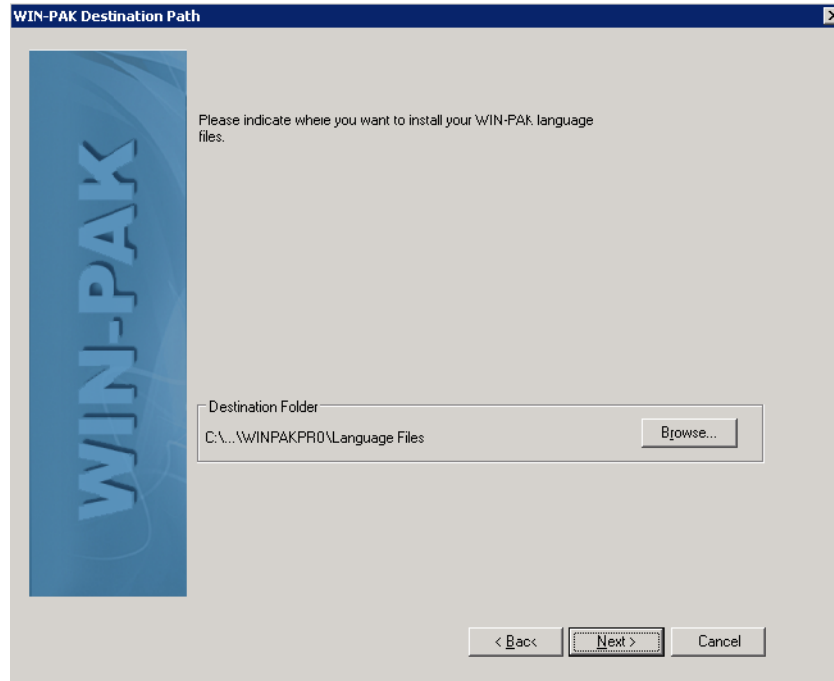 WIN-PAK Destination Path
WIN-PAK
Please indicate where you want to install your WIN-PAK language
files.
Destination Folder
C:\...\WINPAKPRO\Language Files
Browse...
< Back
Next >
Cancel